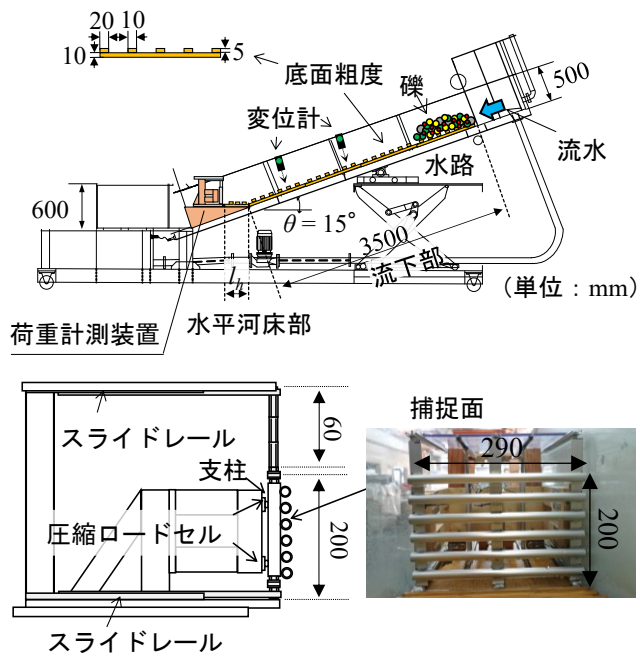 20 10
10 5
底面粗度
礫
500
変位計
流水
水路
600
θ = 15°
3500
流下部
l_h
(単位：mm)
荷重計測装置
水平河床部
スライドレール
60
捕捉面
290
支柱
圧縮ロードセル
200
200
スライドレール